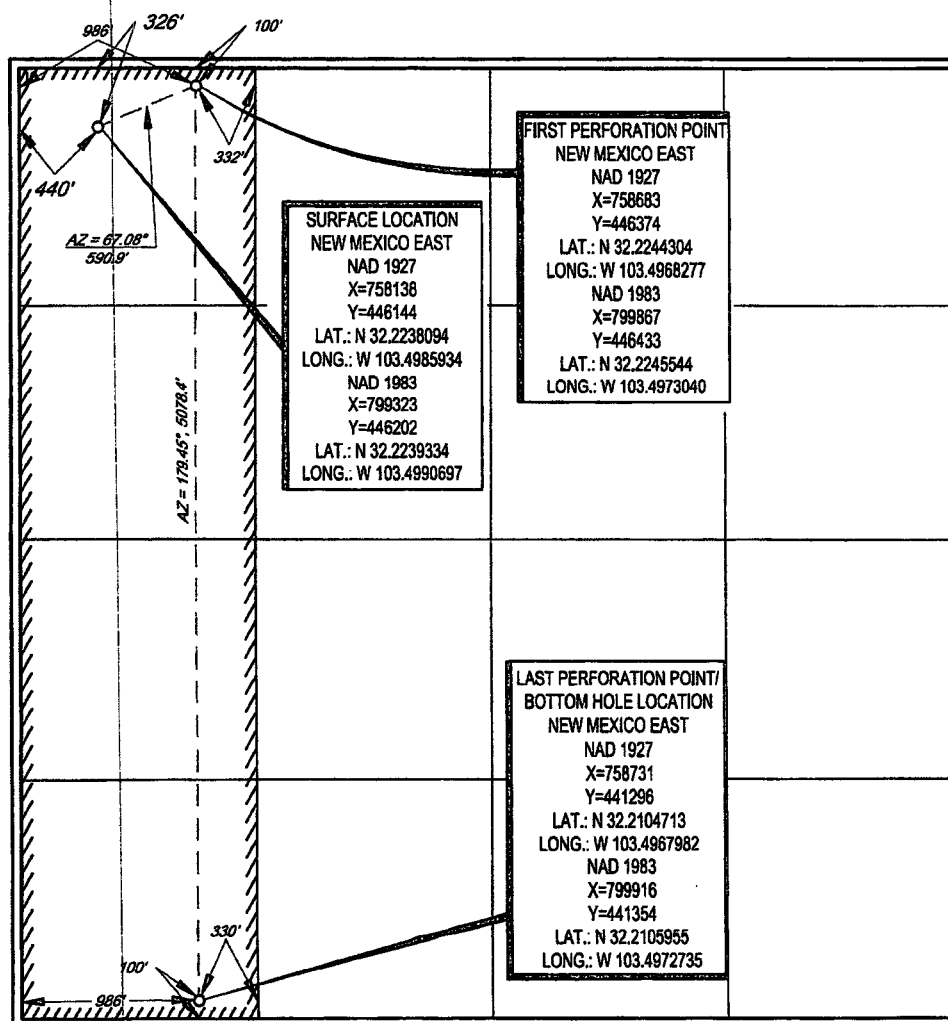 986'
326'
100'
332'
440'
AZ = 67.08°
590.9'
FIRST PERFORATION POINT
NEW MEXICO EAST
NAD 1927
X=758683
Y=446374
LAT.: N 32.2244304
LONG.: W 103.4968277
NAD 1983
X=799867
Y=446433
LAT.: N 32.2245544
LONG.: W 103.4973040
SURFACE LOCATION
NEW MEXICO EAST
NAD 1927
X=758138
Y=446144
LAT.: N 32.2238094
LONG.: W 103.4985934
NAD 1983
X=799323
Y=446202
LAT.: N 32.2239334
LONG.: W 103.4990697
AZ = 179.45°, 5078.4'
LAST PERFORATION POINT/
BOTTOM HOLE LOCATION
NEW MEXICO EAST
NAD 1927
X=758731
Y=441296
LAT.: N 32.2104713
LONG.: W 103.4967982
NAD 1983
X=799916
Y=441354
LAT.: N 32.2105955
LONG.: W 103.4972735
330'
100'
986'